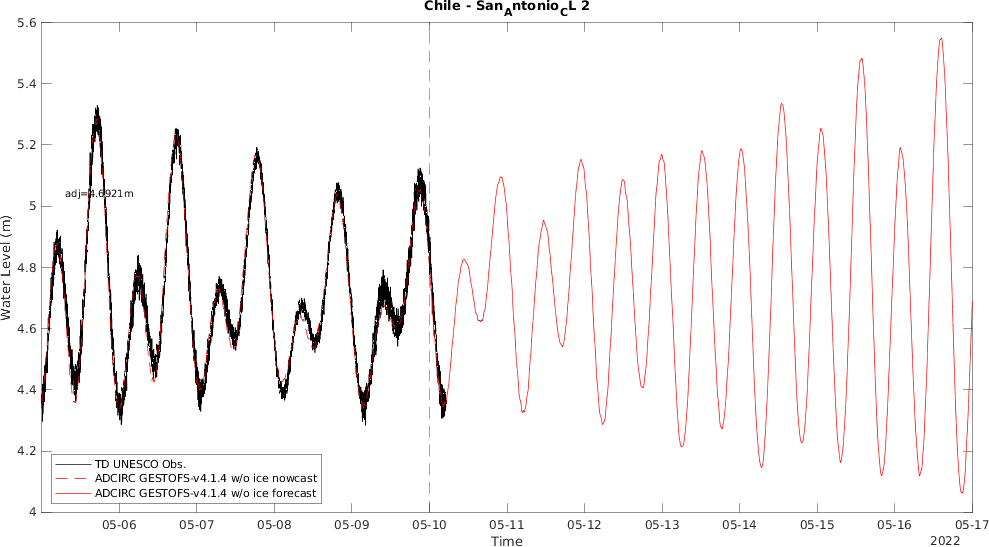 Chile - SanAntonioCL 2
5.6
5.4
5.2
5
4.8
4.6
4.4
4.2
4
Water Level (m)
adj=4.6921m
TD UNESCO Obs.
ADCIRC GESTOFS-v4.1.4 w/o ice nowcast
ADCIRC GESTOFS-v4.1.4 w/o ice forecast
05-06 05-07 05-08 05-09 05-10 05-11 05-12 05-13 05-14 05-15 05-16 05-17
Time
2022